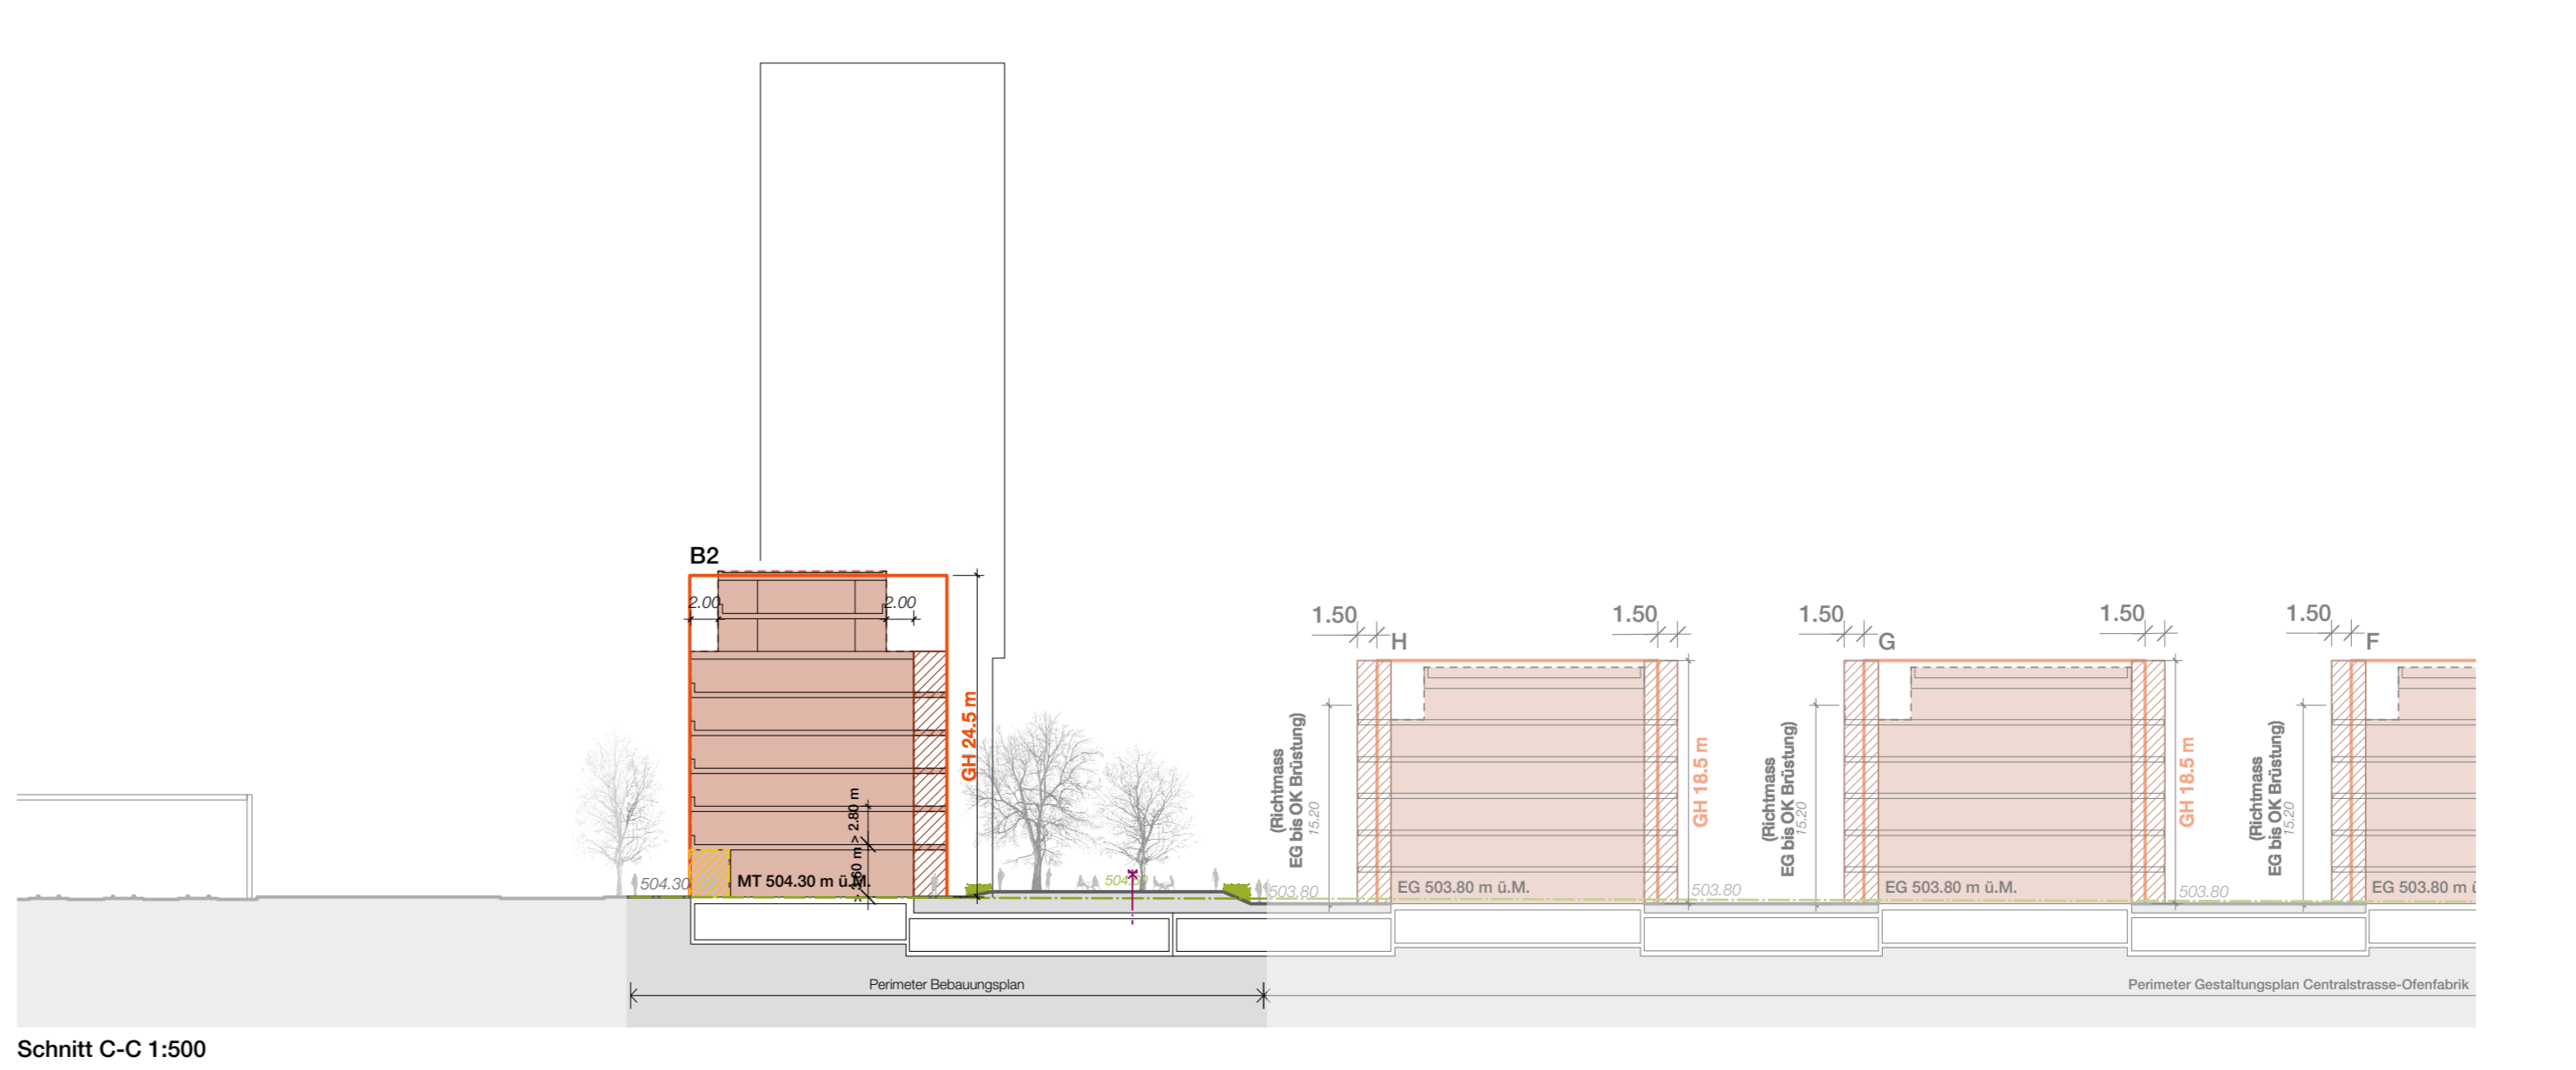 B2
2.00
2.00
GH 24.5 m
> 2.80 m
504.30
MT 504.30 m ü.M.
1.50
H
1.50
1.50
G
1.50
1.50
F
(Richtmass
EG bis OK Brüstung)
15.20
GH 18.5 m
(Richtmass
EG bis OK Brüstung)
15.20
GH 18.5 m
(Richtmass
EG bis OK Brüstung)
15.20
503.80
EG 503.80 m ü.M.
503.80
EG 503.80 m ü.M.
503.80
EG 503.80 m ü
Perimeter Bebauungsplan
Perimeter Gestaltungsplan Centralstrasse-Ofenfabrik
Schnitt C-C 1:500